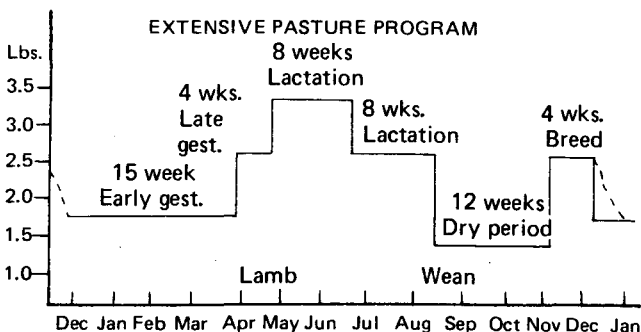 EXTENSIVE PASTURE PROGRAM
Lbs.
8 weeks
Lactation
3.5
4 wks.
Late
gest.
8 wks.
Lactation
4 wks.
Breed
3.0
2.5
15 week
Early gest.
2.0
12 weeks
Dry period
1.5
1.0
Lamb
Wean
Dec Jan Feb Mar Apr May Jun Jul Aug Sep Oct Nov Dec Jan